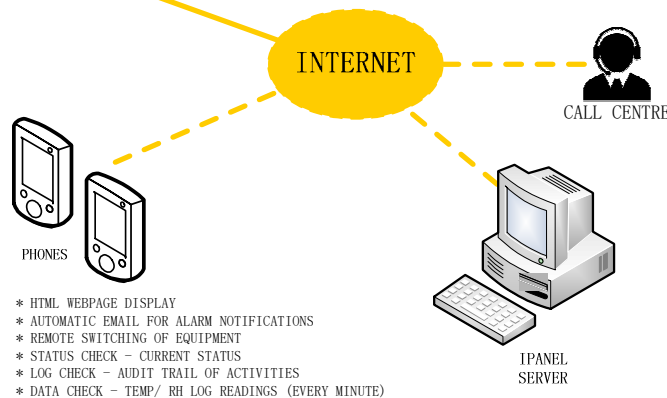 INTERNET
CALL CENTRE
PHONES
* HTML WEBPAGE DISPLAY
* AUTOMATIC EMAIL FOR ALARM NOTIFICATIONS
* REMOTE SWITCHING OF EQUIPMENT
* STATUS CHECK - CURRENT STATUS
* LOG CHECK - AUDIT TRAIL OF ACTIVITIES
* DATA CHECK - TEMP/ RH LOG READINGS (EVERY MINUTE)
IPANEL
SERVER